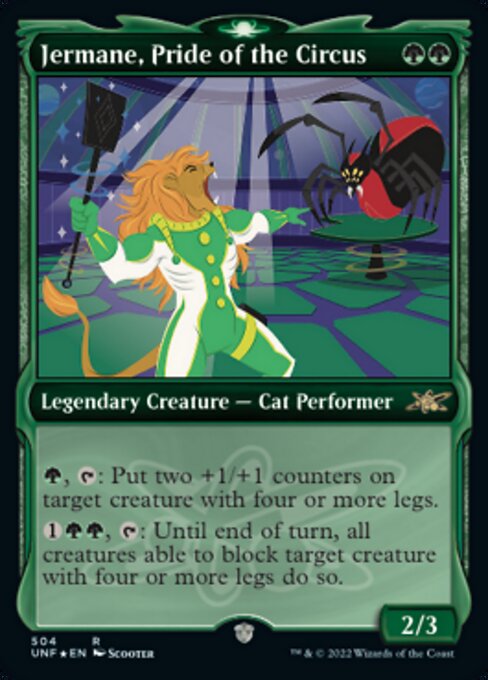 Jermane, Pride of the Circus
Legendary Creature — Cat Performer
: Put two +1/+1 counters on
target creature with four or more legs.
1, : Until end of turn, all
creatures able to block target creature
with four or more legs do so.
2/3
504 R
UNF★EN Scooter
™ & © 2022 Wizards of the Coast